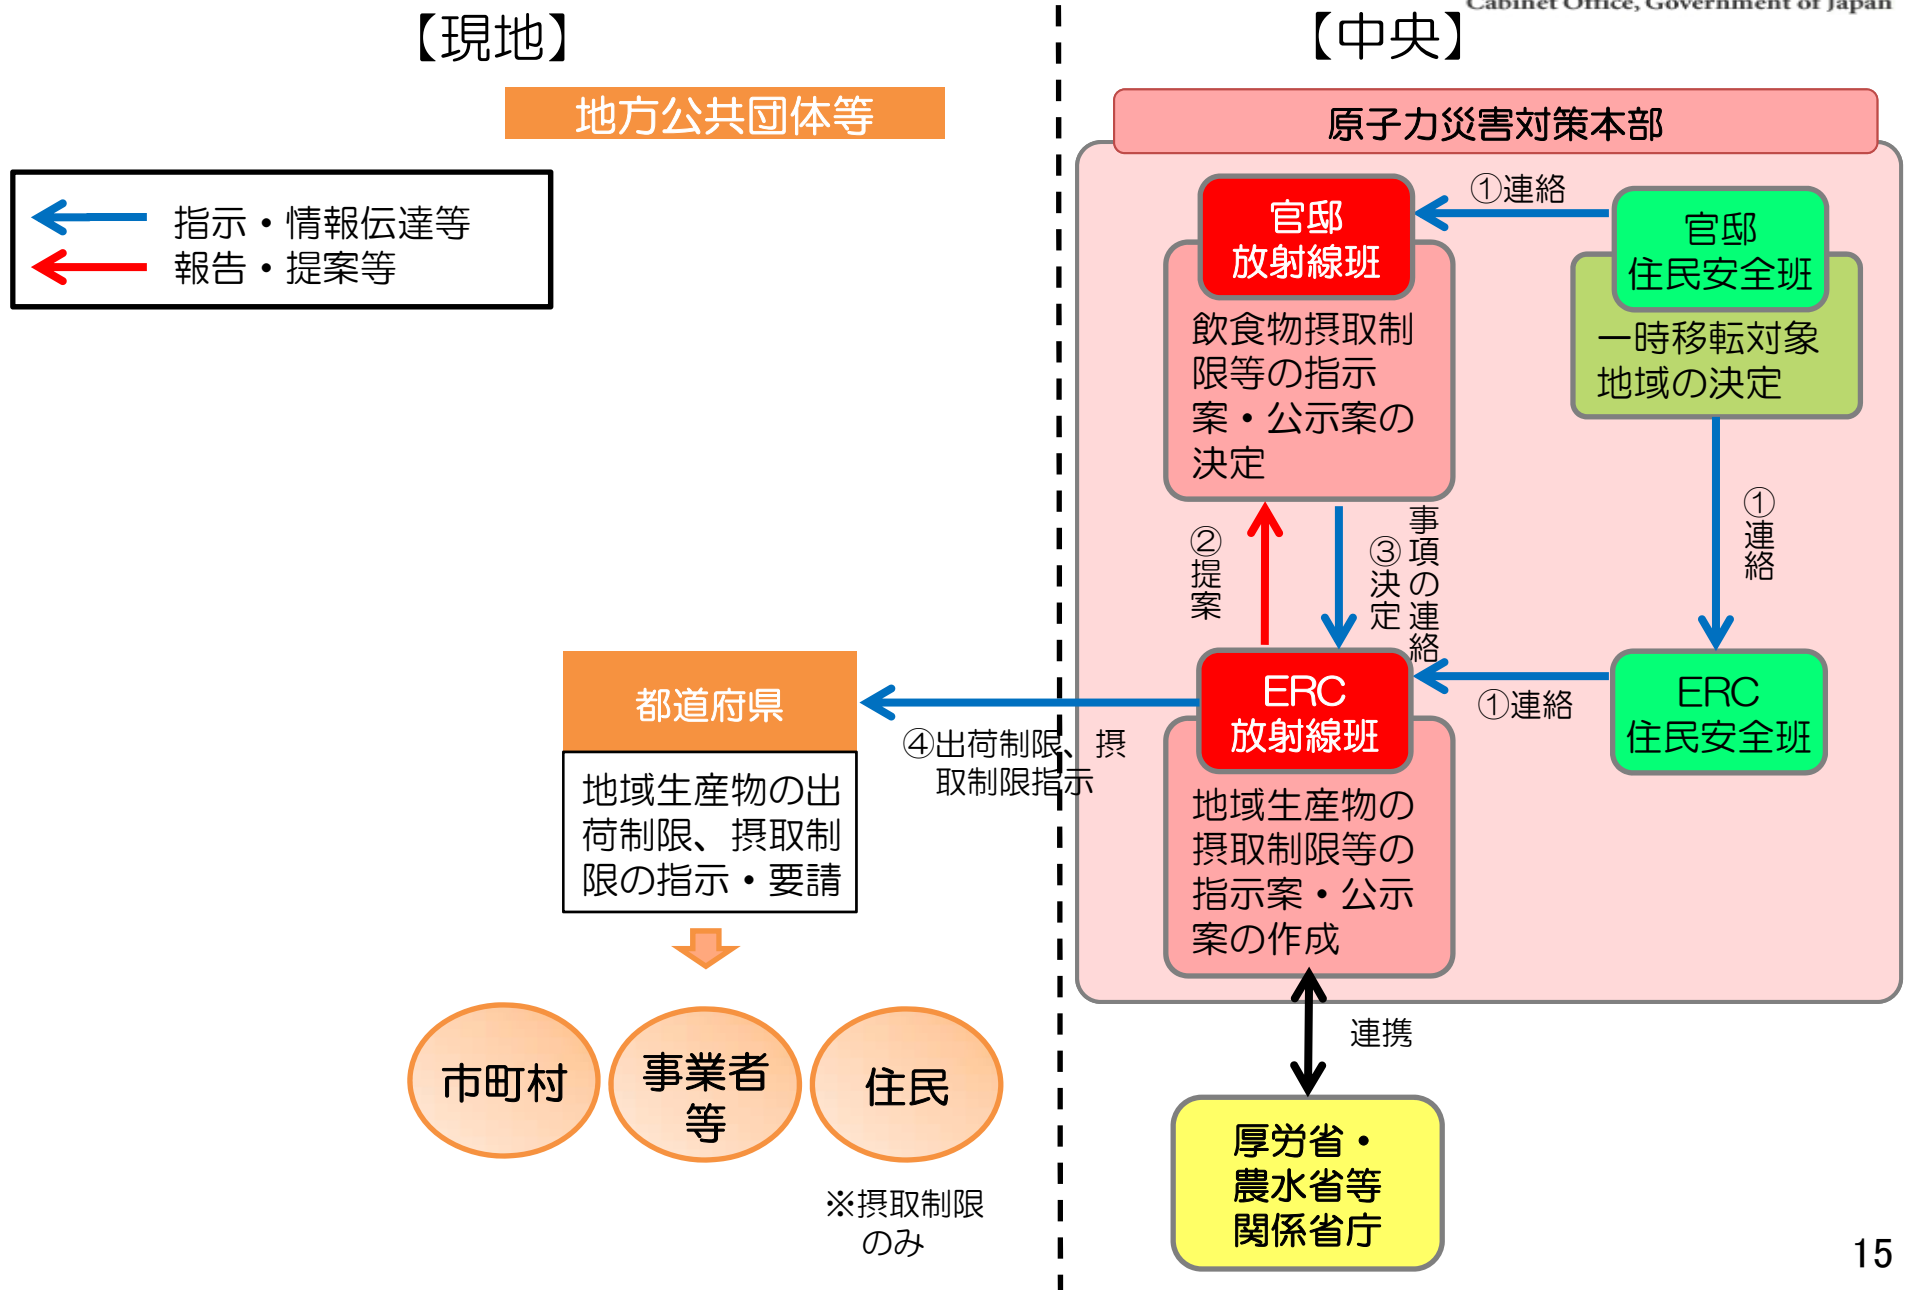 Cabinet Office, Government of Japan
【現地】
【中央】
地方公共団体等
原子力災害対策本部
指示・情報伝達等
報告・提案等
官邸
放射線班
①連絡
官邸
住民安全班
飲食物摂取制
限等の指示
案・公示案の
決定
一時移転対象
地域の決定
②提案
③決定
事項の連絡
①連絡
都道府県
地域生産物の出
荷制限、摂取制
限の指示・要請
④出荷制限、摂
取制限指示
ERC
放射線班
①連絡
ERC
住民安全班
地域生産物の
摂取制限等の
指示案・公示
案の作成
連携
市町村
事業者
等
住民
※摂取制限
のみ
厚労省・
農水省等
関係省庁
15